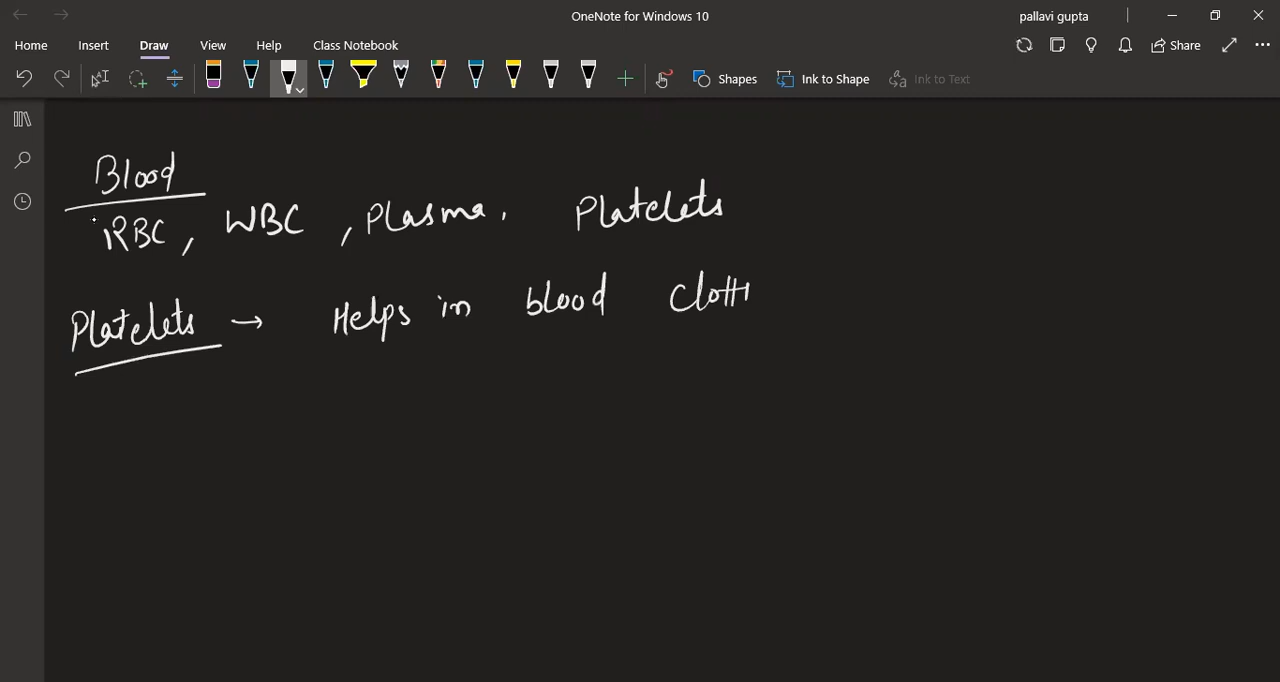 OneNote for Windows 10
pallavi gupta
Home Insert Draw View Help Class Notebook
Share
Shapes Ink to Shape Ink to Text
Blood
RBC, WBC, Plasma, Platelets
Platelets → Helps in blood Clotti